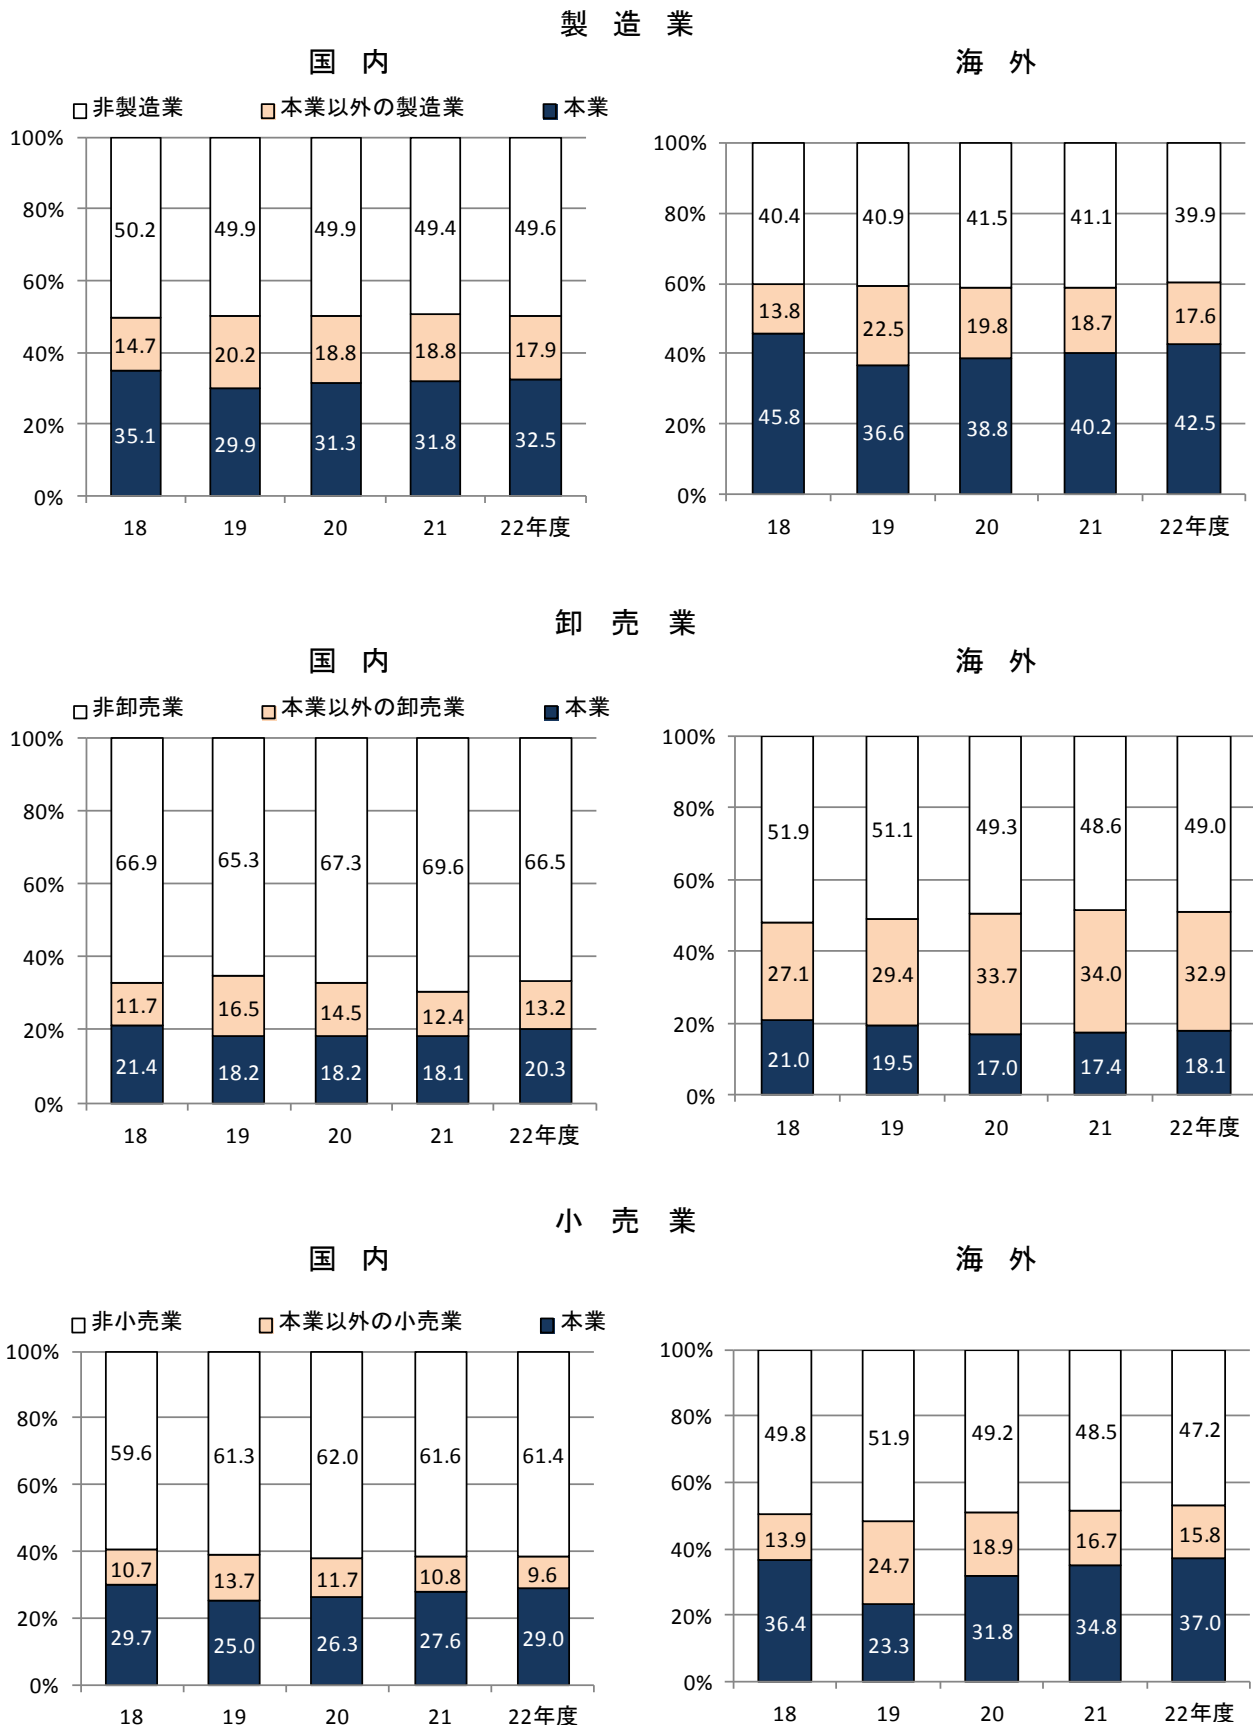 製 造 業
国 内
海 外
非製造業 本業以外の製造業 本業
100%
80%
60%
40%
20%
0%
50.2 49.9 49.9 49.4 49.6
14.7 20.2 18.8 18.8 17.9
35.1 29.9 31.3 31.8 32.5
18 19 20 21 22年度
100%
80%
60%
40%
20%
0%
40.4 40.9 41.5 41.1 39.9
13.8 22.5 19.8 18.7 17.6
45.8 36.6 38.8 40.2 42.5
18 19 20 21 22年度
卸 売 業
国 内
海 外
非卸売業 本業以外の卸売業 本業
100%
80%
60%
40%
20%
0%
66.9 65.3 67.3 69.6 66.5
11.7 16.5 14.5 12.4 13.2
21.4 18.2 18.2 18.1 20.3
18 19 20 21 22年度
100%
80%
60%
40%
20%
0%
51.9 51.1 49.3 48.6 49.0
27.1 29.4 33.7 34.0 32.9
21.0 19.5 17.0 17.4 18.1
18 19 20 21 22年度
小 売 業
国 内
海 外
非小売業 本業以外の小売業 本業
100%
80%
60%
40%
20%
0%
59.6 61.3 62.0 61.6 61.4
10.7 13.7 11.7 10.8 9.6
29.7 25.0 26.3 27.6 29.0
18 19 20 21 22年度
100%
80%
60%
40%
20%
0%
49.8 51.9 49.2 48.5 47.2
13.9 24.7 18.9 16.7 15.8
36.4 23.3 31.8 34.8 37.0
18 19 20 21 22年度